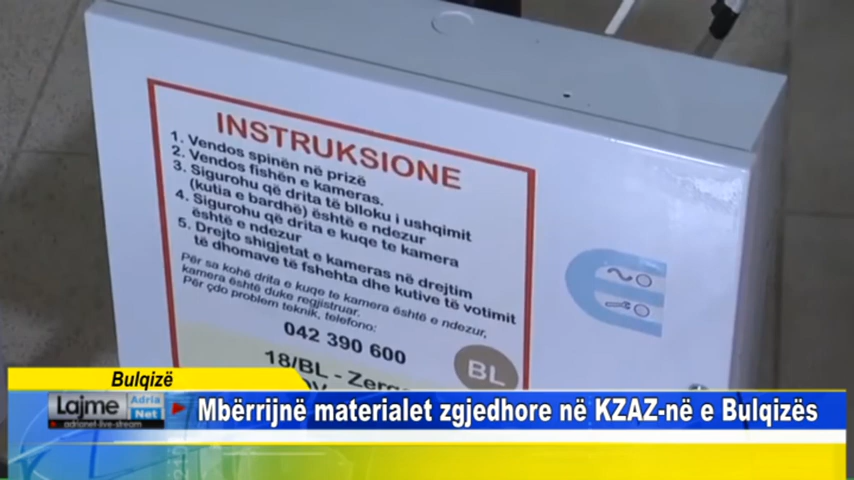 INSTRUKSIONE
1. Vendos spinën në prizë
2. Vendos fishën e kameras.
3. Sigurohu që drita të blloku i ushqimit
(kutia e bardhë) është e ndezur
4. Sigurohu që drita e kuqe te kamera
është e ndezur
5. Drejto shigjetat e kameras në drejtim
të dhomave të fshehta dhe kutive të votimit
Për sa kohë drita e kuqe te kamera është e ndezur,
kamera është duke regjistruar.
Për çdo problem teknik, telefono:
042 390 600
18/BL - Zerq
BL
Bulqizë
Lajme Adria Net
adrianet-live-stream
Mbërrijnë materialet zgjedhore në KZAZ-në e Bulqizës